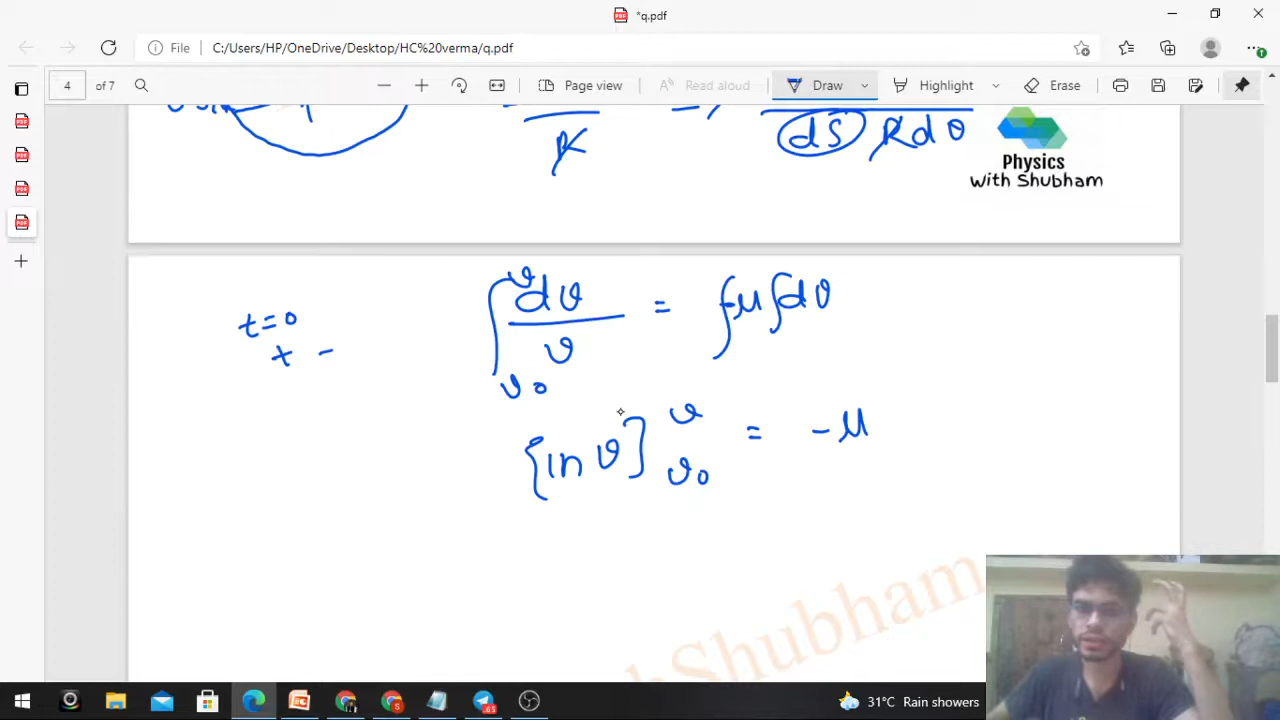 *q.pdf
File C:/Users/HP/OneDrive/Desktop/HC%20verma/q.pdf
4 of 7 Page view Read aloud Draw Highlight Erase
dS R dθ
Physics
With Shubham
t=0
∫_{v0}^{v} dv/v = ∫-μ∫dθ
[ln v]_{v0}^{v} = -μ
Shubham
31°C Rain showers